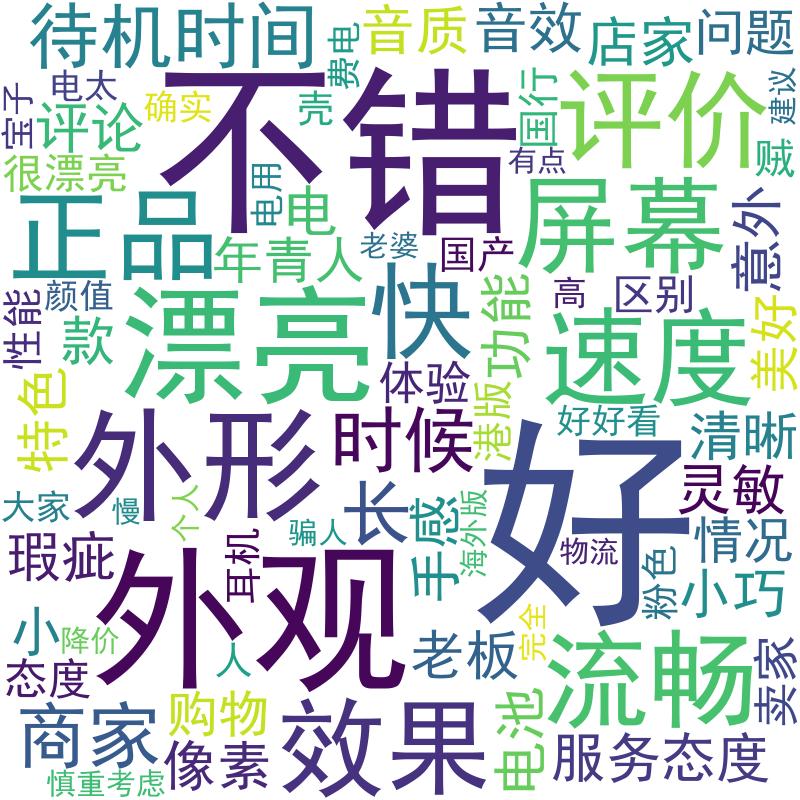 待机时间
费电
音质
音效
店家
问题
宝子
电太
确实
壳
不错
国行
评价
建议
评论
很漂亮
电用
电
有点
贼
正品
年青人
老婆
国产
屏幕
意外
性能
颜值
款
漂亮
快
功能
高
区别
速度
美好
特色
外形
时候
体验
港版
好好看
清晰
好
灵敏
大家
慢
个人
骗人
长
手感
海外版
瑕疵
耳机
物流
情况
粉色
小巧
外观
小
降价
人
态度
老板
完全
流畅
卖家
商家
购物
像素
效果
电池
服务态度
慎重考虑